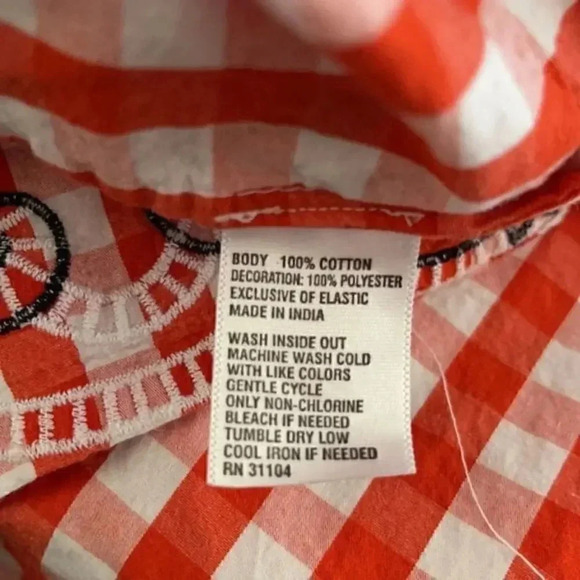 BODY 100% COTTON
DECORATION: 100% POLYESTER
EXCLUSIVE OF ELASTIC
MADE IN INDIA
WASH INSIDE OUT
MACHINE WASH COLD
WITH LIKE COLORS
GENTLE CYCLE
ONLY NON-CHLORINE
BLEACH IF NEEDED
TUMBLE DRY LOW
COOL IRON IF NEEDED
RN 31104